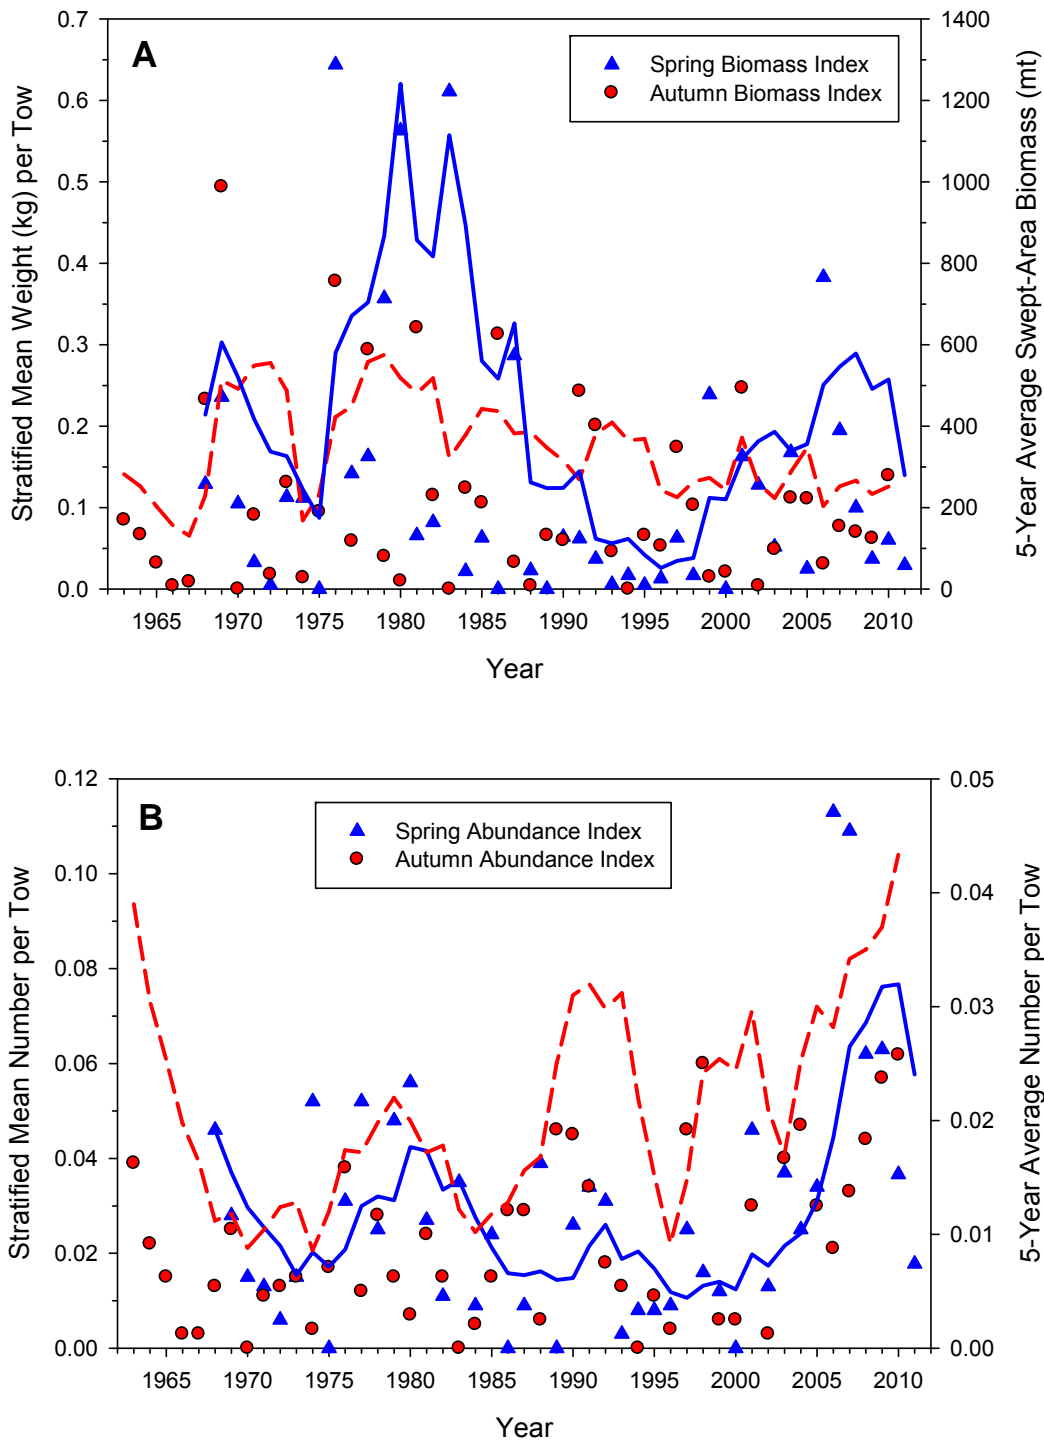 A
Spring Biomass Index
Autumn Biomass Index
Stratified Mean Weight (kg) per Tow
0.7
0.6
0.5
0.4
0.3
0.2
0.1
0.0
1400
1200
1000
800
600
400
200
0
5-Year Average Swept-Area Biomass (mt)
1965 1970 1975 1980 1985 1990 1995 2000 2005 2010
Year
B
Spring Abundance Index
Autumn Abundance Index
Stratified Mean Number per Tow
0.12
0.10
0.08
0.06
0.04
0.02
0.00
0.05
0.04
0.03
0.02
0.01
0.00
5-Year Average Number per Tow
1965 1970 1975 1980 1985 1990 1995 2000 2005 2010
Year